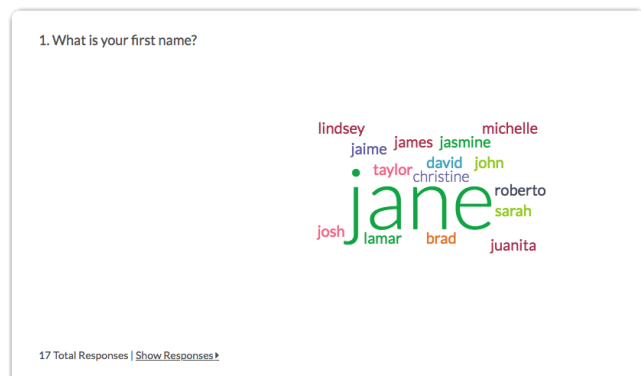 1. What is your first name?
lindsey
michelle
james jasmine
jaime
david john
taylor
christine
jane
roberto
sarah
josh
lamar
brad
juanita
17 Total Responses | Show Responses